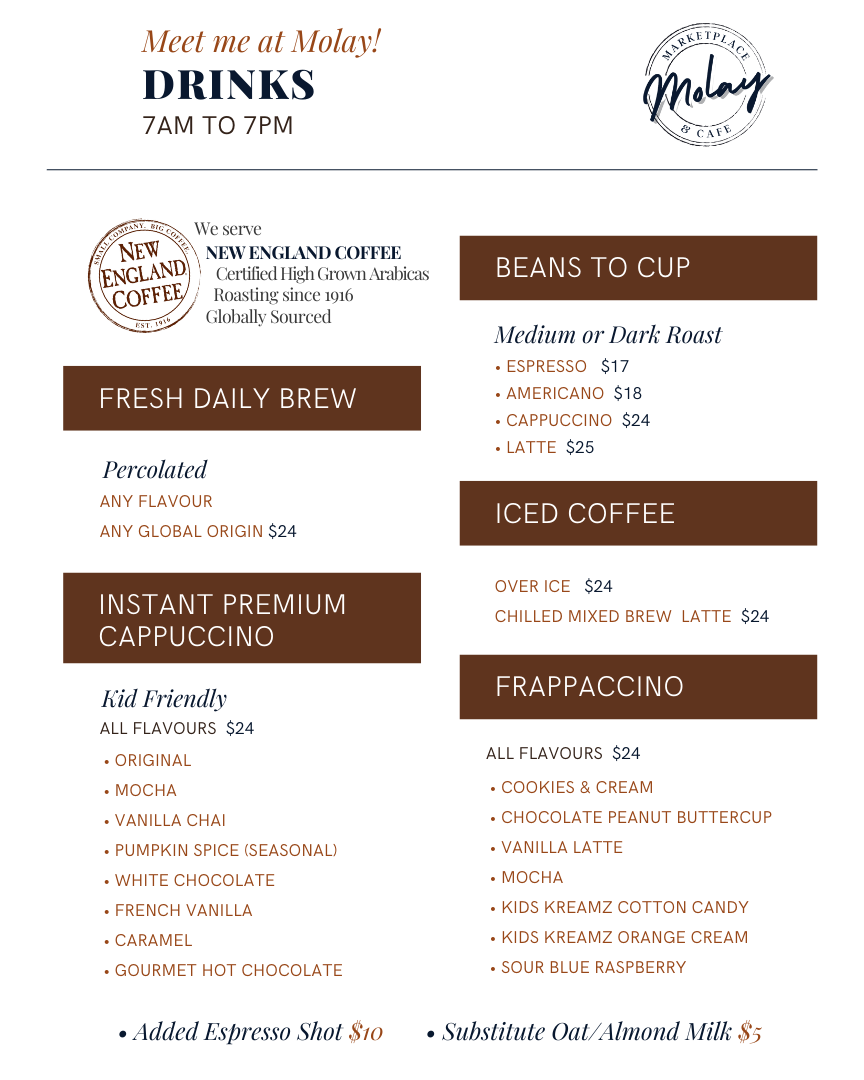 Meet me at Molay!
DRINKS
7AM TO 7PM
MARKETPLACE
Molay
& CAFE
SMALL COMPANY. BIG COFFEE.
NEW
ENGLAND
COFFEE
EST. 1916
We serve
NEW ENGLAND COFFEE
Certified High Grown Arabicas
Roasting since 1916
Globally Sourced
FRESH DAILY BREW
Percolated
ANY FLAVOUR
ANY GLOBAL ORIGIN $24
INSTANT PREMIUM
CAPPUCCINO
Kid Friendly
ALL FLAVOURS $24
• ORIGINAL
• MOCHA
• VANILLA CHAI
• PUMPKIN SPICE (SEASONAL)
• WHITE CHOCOLATE
• FRENCH VANILLA
• CARAMEL
• GOURMET HOT CHOCOLATE
BEANS TO CUP
Medium or Dark Roast
• ESPRESSO $17
• AMERICANO $18
• CAPPUCCINO $24
• LATTE $25
ICED COFFEE
OVER ICE $24
CHILLED MIXED BREW LATTE $24
FRAPPACCINO
ALL FLAVOURS $24
• COOKIES & CREAM
• CHOCOLATE PEANUT BUTTERCUP
• VANILLA LATTE
• MOCHA
• KIDS KREAMZ COTTON CANDY
• KIDS KREAMZ ORANGE CREAM
• SOUR BLUE RASPBERRY
• Added Espresso Shot $10
• Substitute Oat/Almond Milk $5